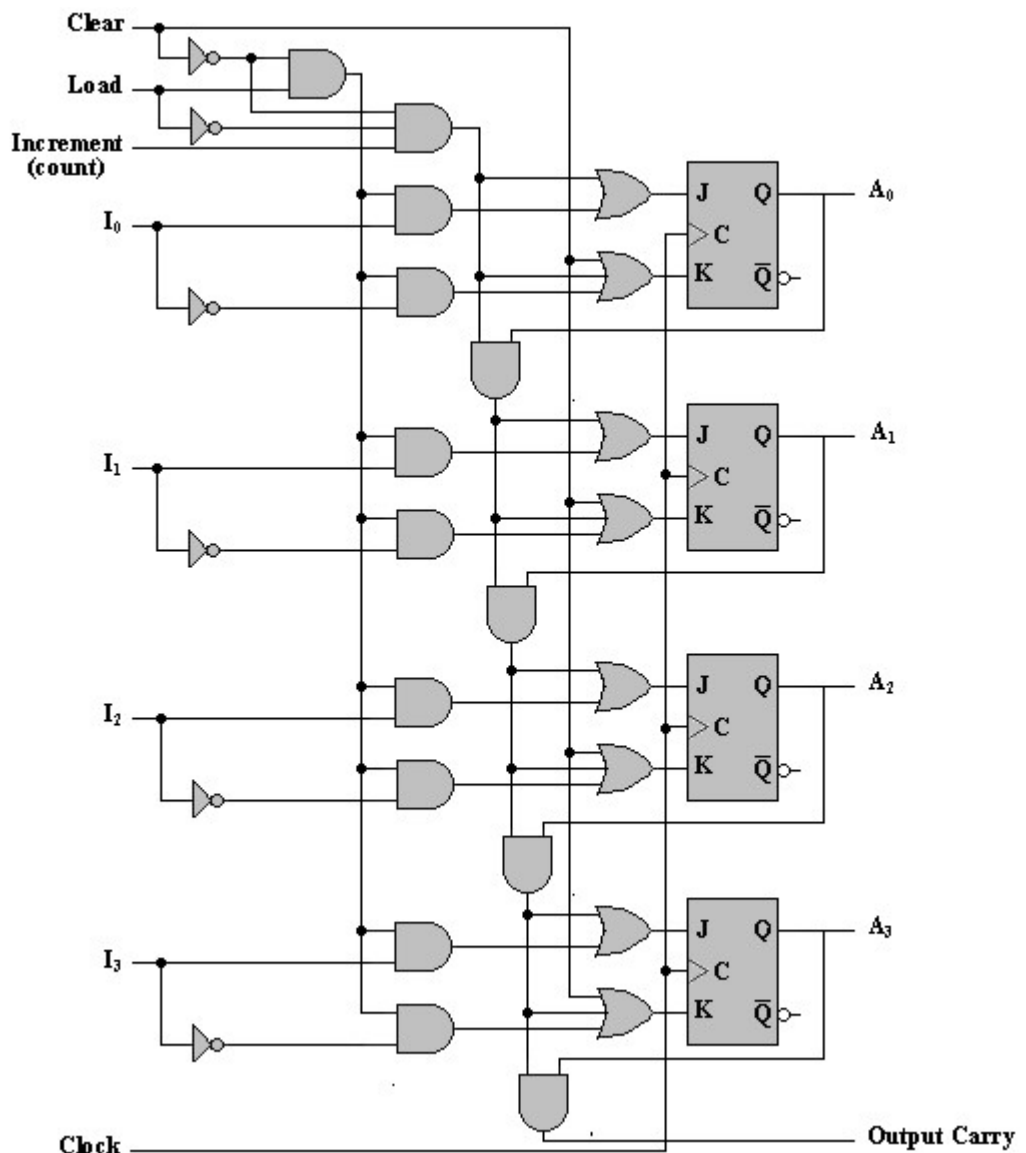 Clear
Load
Increment
(count)
I₀
J Q A₀
C
K Q̅
I₁
J Q A₁
C
K Q̅
I₂
J Q A₂
C
K Q̅
I₃
J Q A₃
C
K Q̅
Clock
Output Carry